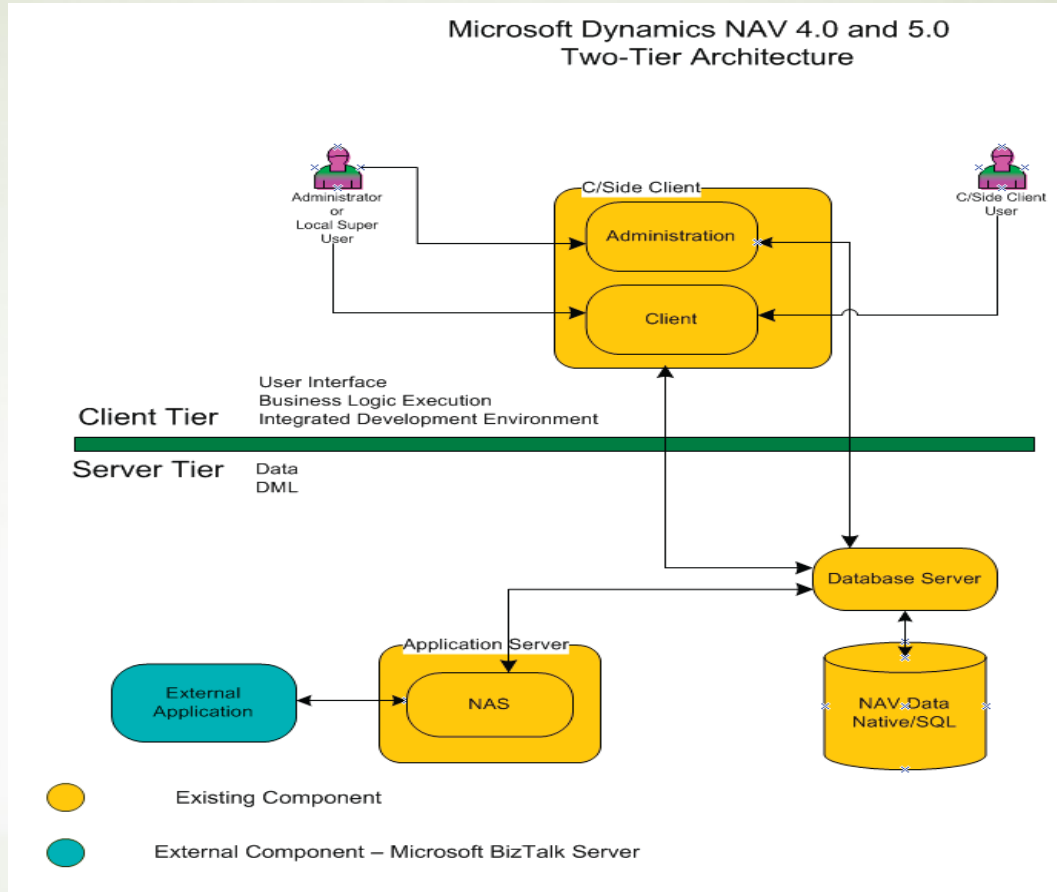 Microsoft Dynamics NAV 4.0 and 5.0
Two-Tier Architecture
Administrator
or
Local Super
User
C/Side Client
Administration
Client
C/Side Client
User
Client Tier
User Interface
Business Logic Execution
Integrated Development Environment
Server Tier
Data
DML
Database Server
Application Server
NAS
External
Application
NAV Data
Native/SQL
Existing Component
External Component – Microsoft BizTalk Server